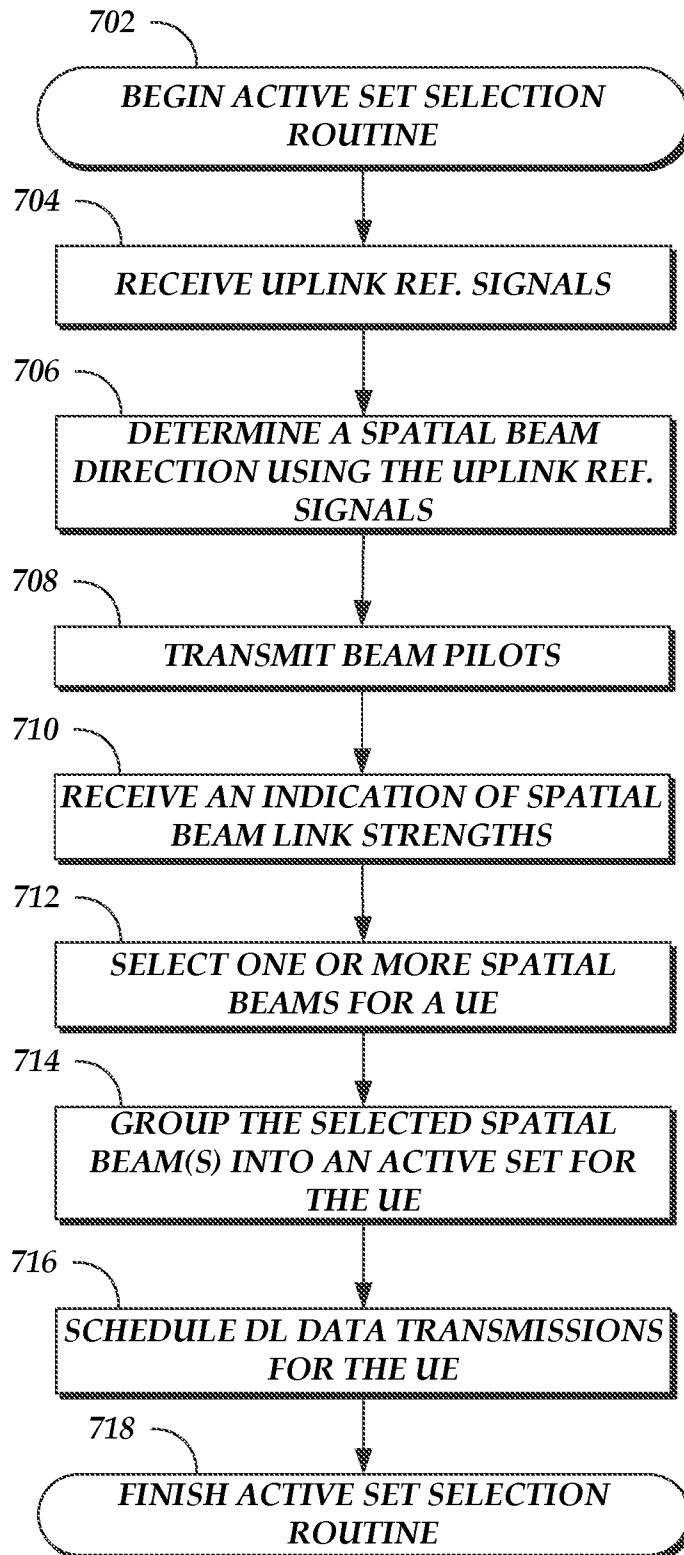 702
BEGIN ACTIVE SET SELECTION
ROUTINE
704
RECEIVE UPLINK REF. SIGNALS
706
DETERMINE A SPATIAL BEAM
DIRECTION USING THE UPLINK REF.
SIGNALS
708
TRANSMIT BEAM PILOTS
710
RECEIVE AN INDICATION OF SPATIAL
BEAM LINK STRENGTHS
712
SELECT ONE OR MORE SPATIAL
BEAMS FOR A UE
714
GROUP THE SELECTED SPATIAL
BEAM(S) INTO AN ACTIVE SET FOR
THE UE
716
SCHEDULE DL DATA TRANSMISSIONS
FOR THE UE
718
FINISH ACTIVE SET SELECTION
ROUTINE